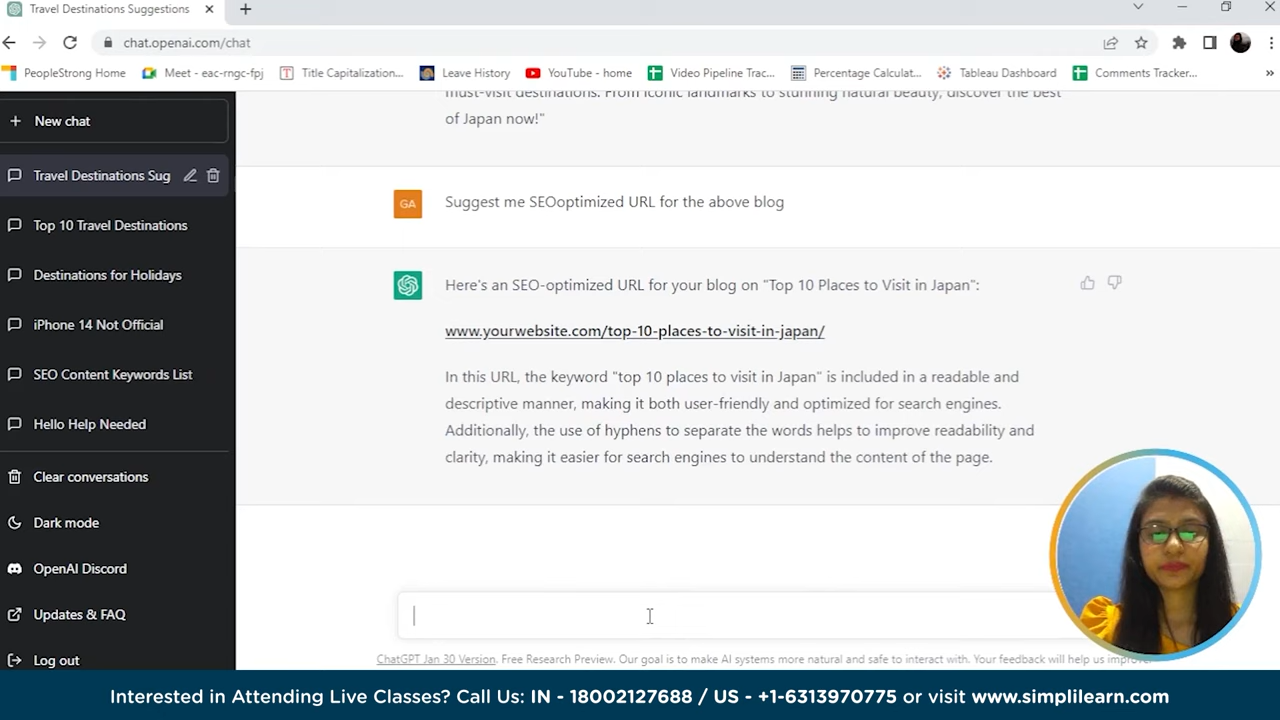 Travel Destinations Suggestions
chat.openai.com/chat
PeopleStrong Home
Meet - eac-rngc-fpj
Title Capitalization...
Leave History
YouTube - home
Video Pipeline Trac...
Percentage Calculat...
Tableau Dashboard
Comments Tracker...
»
+ New chat
Travel Destinations Sug
Top 10 Travel Destinations
Destinations for Holidays
iPhone 14 Not Official
SEO Content Keywords List
Hello Help Needed
Clear conversations
Dark mode
OpenAI Discord
Updates & FAQ
Log out
must-visit destinations. From iconic landmarks to stunning natural beauty, discover the best
of Japan now!"
GA
Suggest me SEOoptimized URL for the above blog
Here's an SEO-optimized URL for your blog on "Top 10 Places to Visit in Japan":
www.yourwebsite.com/top-10-places-to-visit-in-japan/
In this URL, the keyword "top 10 places to visit in Japan" is included in a readable and
descriptive manner, making it both user-friendly and optimized for search engines.
Additionally, the use of hyphens to separate the words helps to improve readability and
clarity, making it easier for search engines to understand the content of the page.
ChatGPT Jan 30 Version. Free Research Preview. Our goal is to make AI systems more natural and safe to interact with. Your feedback will help us improve
Interested in Attending Live Classes? Call Us: IN - 18002127688 / US - +1-6313970775 or visit www.simplilearn.com